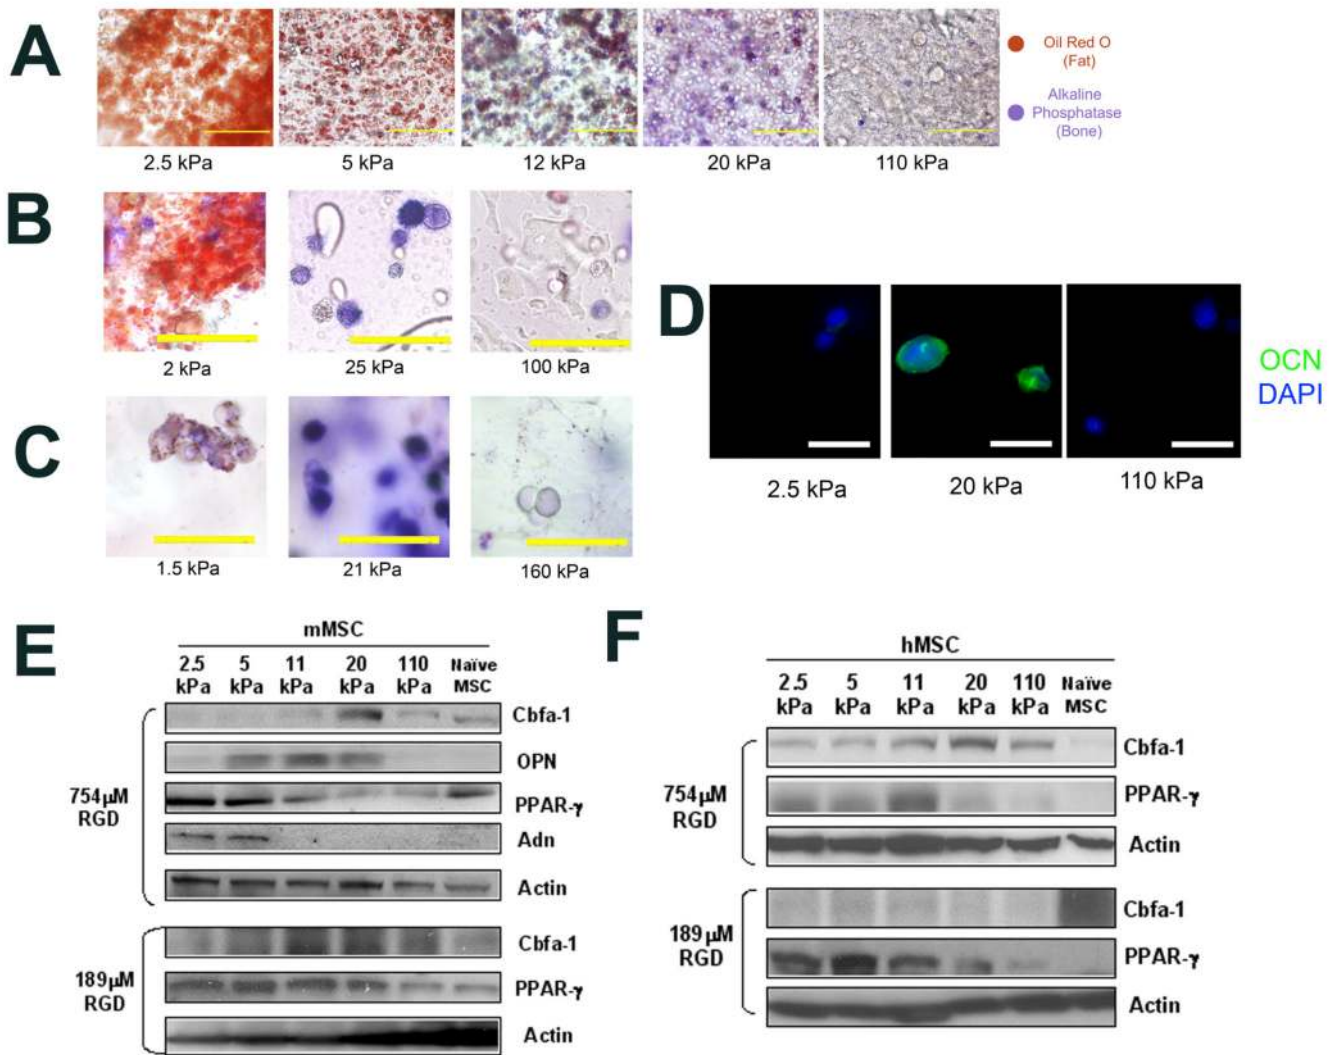 A
Oil Red O
(Fat)
Alkaline
Phosphatase
(Bone)
2.5 kPa 5 kPa 12 kPa 20 kPa 110 kPa
B
2 kPa 25 kPa 100 kPa
C
1.5 kPa 21 kPa 160 kPa
D
OCN
DAPI
2.5 kPa 20 kPa 110 kPa
E
mMSC
2.5 5 11 20 110 Naïve
kPa kPa kPa kPa kPa MSC
Cbfa-1
OPN
754µM
RGD
PPAR-γ
Adn
Actin
Cbfa-1
189µM
RGD
PPAR-γ
Actin
F
hMSC
2.5 5 11 20 110 Naïve
kPa kPa kPa kPa kPa MSC
Cbfa-1
754µM
RGD
PPAR-γ
Actin
Cbfa-1
189µM
RGD
PPAR-γ
Actin